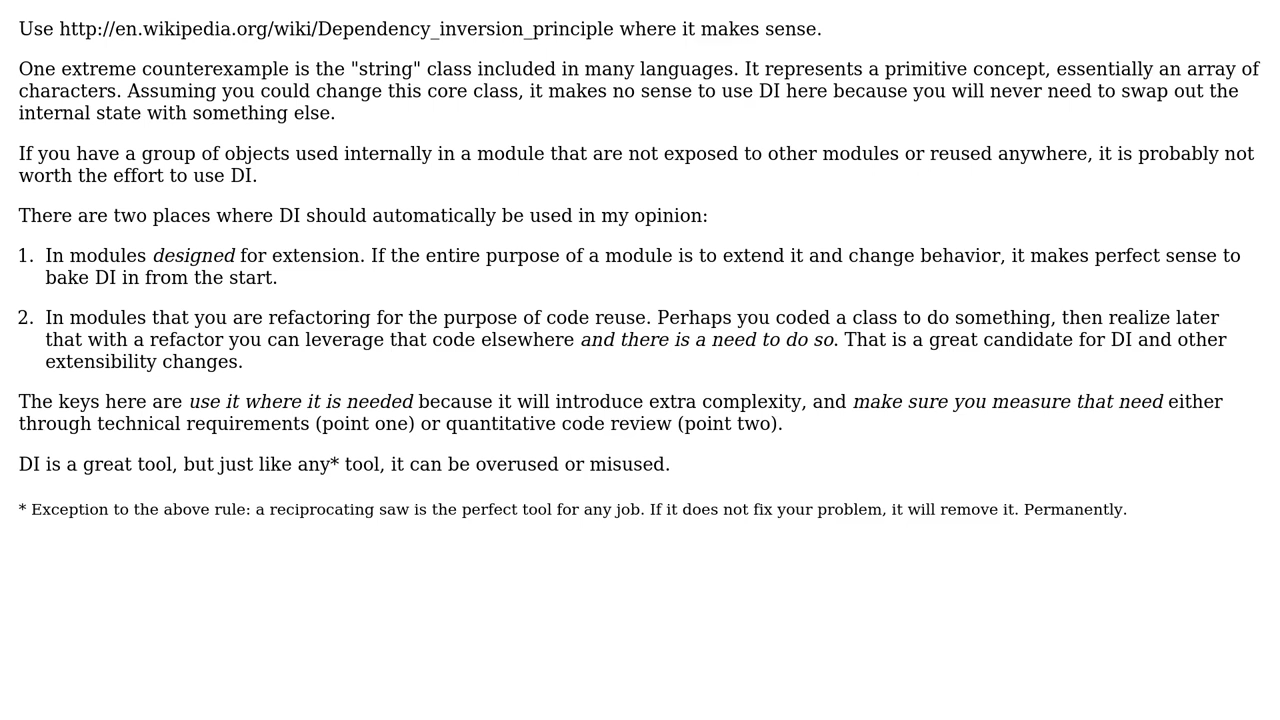 Use http://en.wikipedia.org/wiki/Dependency_inversion_principle where it makes sense.
One extreme counterexample is the "string" class included in many languages. It represents a primitive concept, essentially an array of
characters. Assuming you could change this core class, it makes no sense to use DI here because you will never need to swap out the
internal state with something else.
If you have a group of objects used internally in a module that are not exposed to other modules or reused anywhere, it is probably not
worth the effort to use DI.
There are two places where DI should automatically be used in my opinion:
1. In modules designed for extension. If the entire purpose of a module is to extend it and change behavior, it makes perfect sense to
bake DI in from the start.
2. In modules that you are refactoring for the purpose of code reuse. Perhaps you coded a class to do something, then realize later
that with a refactor you can leverage that code elsewhere and there is a need to do so. That is a great candidate for DI and other
extensibility changes.
The keys here are use it where it is needed because it will introduce extra complexity, and make sure you measure that need either
through technical requirements (point one) or quantitative code review (point two).
DI is a great tool, but just like any* tool, it can be overused or misused.
* Exception to the above rule: a reciprocating saw is the perfect tool for any job. If it does not fix your problem, it will remove it. Permanently.